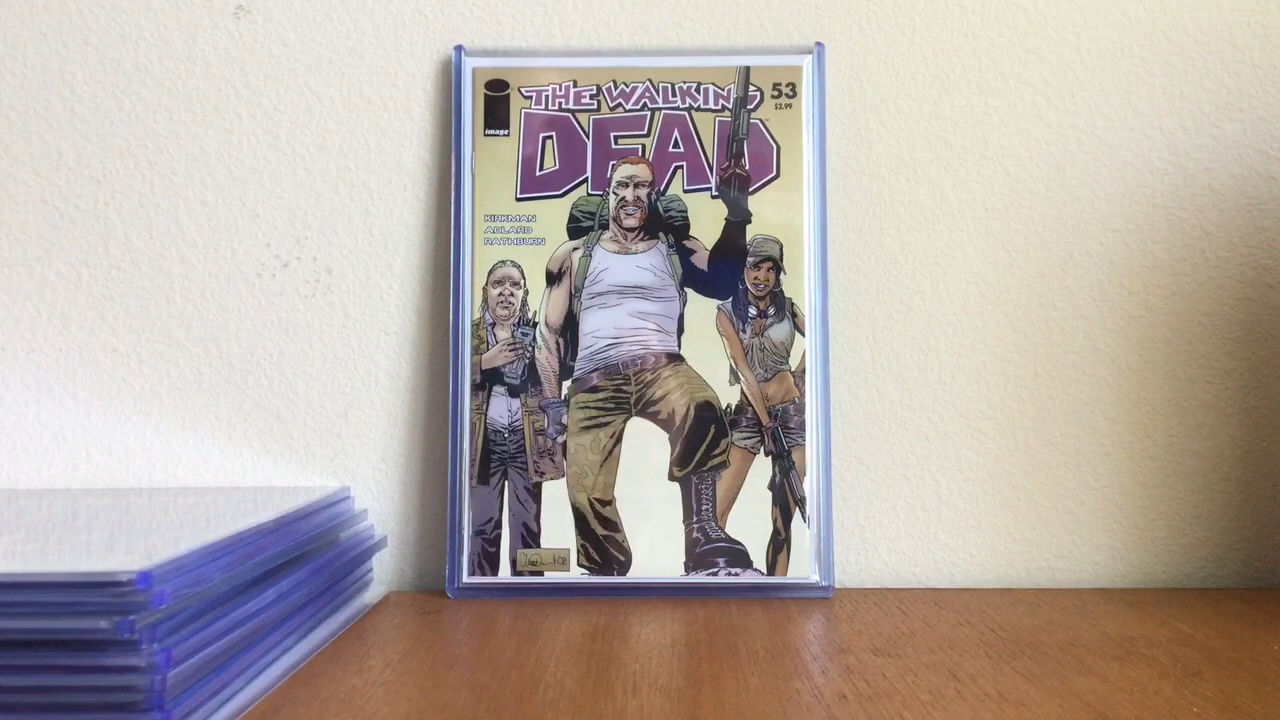 THE WALKING
DEAD
53
$2.99
image
KIRKMAN
ADLARD
RATHBURN